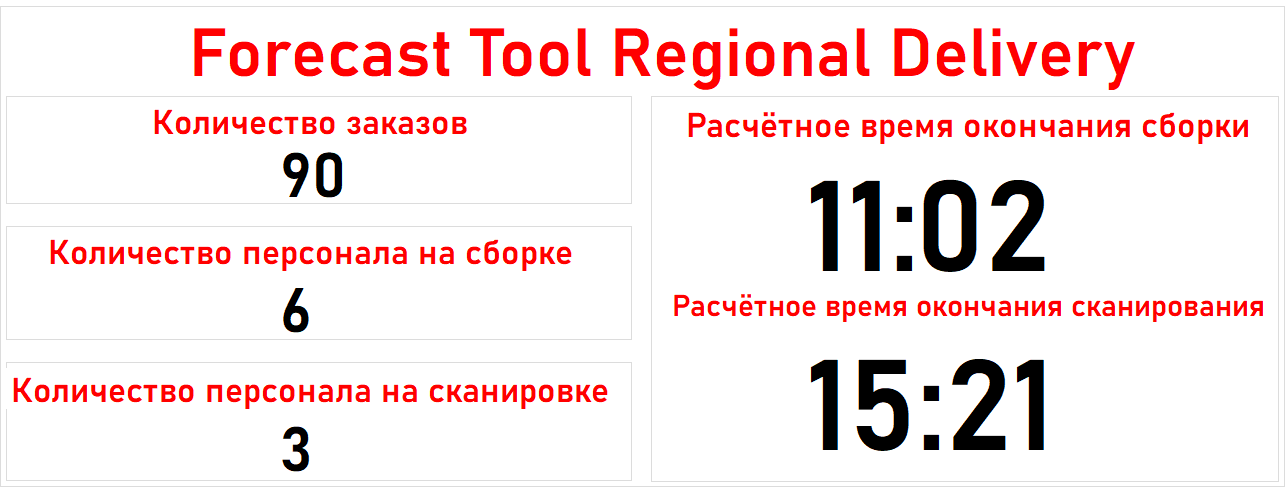 Forecast Tool Regional Delivery
Количество заказов
90
Количество персонала на сборке
6
Количество персонала на сканировке
3
Расчётное время окончания сборки
11:02
Расчётное время окончания сканирования
15:21